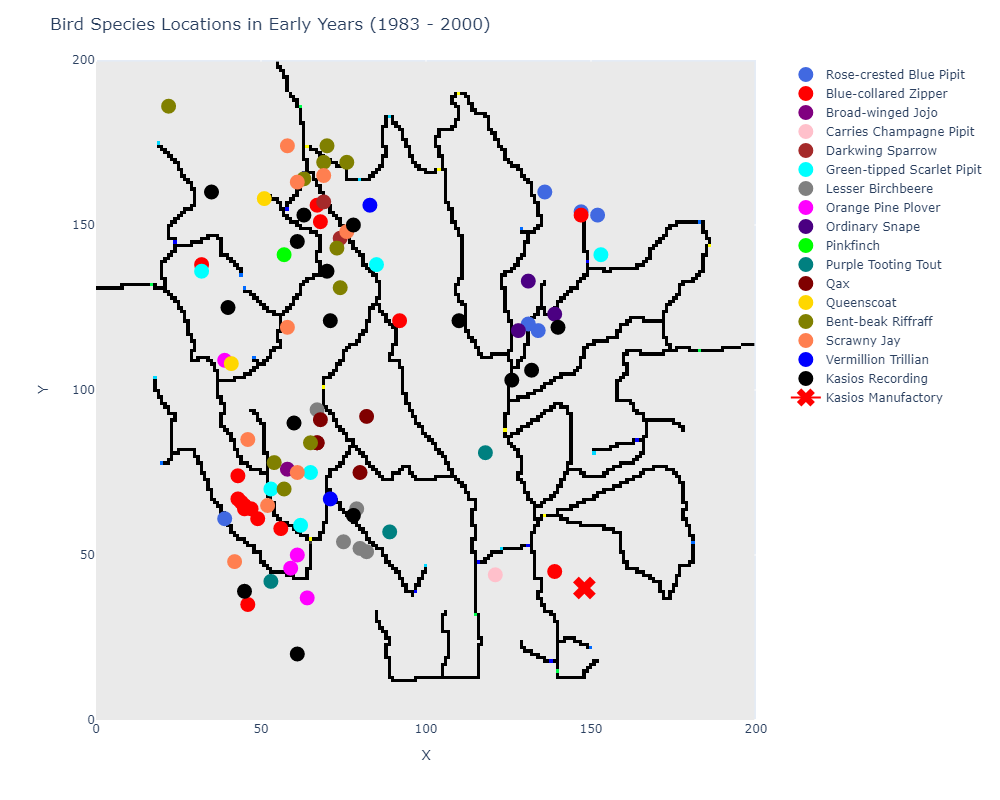 Bird Species Locations in Early Years (1983 - 2000)
200
150
100
50
0
Y
0
50
100
150
200
X
Rose-crested Blue Pipit
Blue-collared Zipper
Broad-winged Jojo
Carries Champagne Pipit
Darkwing Sparrow
Green-tipped Scarlet Pipit
Lesser Birchbeere
Orange Pine Plover
Ordinary Snape
Pinkfinch
Purple Tooting Tout
Qax
Queenscoat
Bent-beak Riffraff
Scrawny Jay
Vermillion Trillian
Kasios Recording
Kasios Manufactory